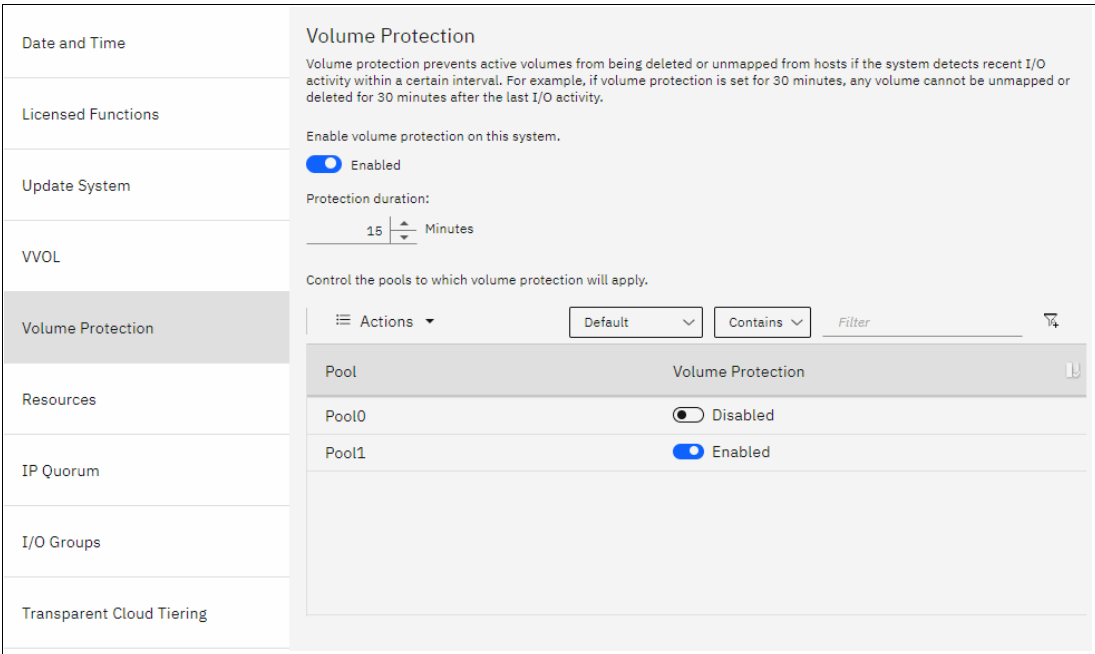 Date and Time
Licensed Functions
Update System
VVOL
Volume Protection
Resources
IP Quorum
I/O Groups
Transparent Cloud Tiering
Volume Protection
Volume protection prevents active volumes from being deleted or unmapped from hosts if the system detects recent I/O
activity within a certain interval. For example, if volume protection is set for 30 minutes, any volume cannot be unmapped or
deleted for 30 minutes after the last I/O activity.
Enable volume protection on this system.
Enabled
Protection duration:
15 Minutes
Control the pools to which volume protection will apply.
Actions Default Contains Filter
Pool Volume Protection
Pool0 Disabled
Pool1 Enabled